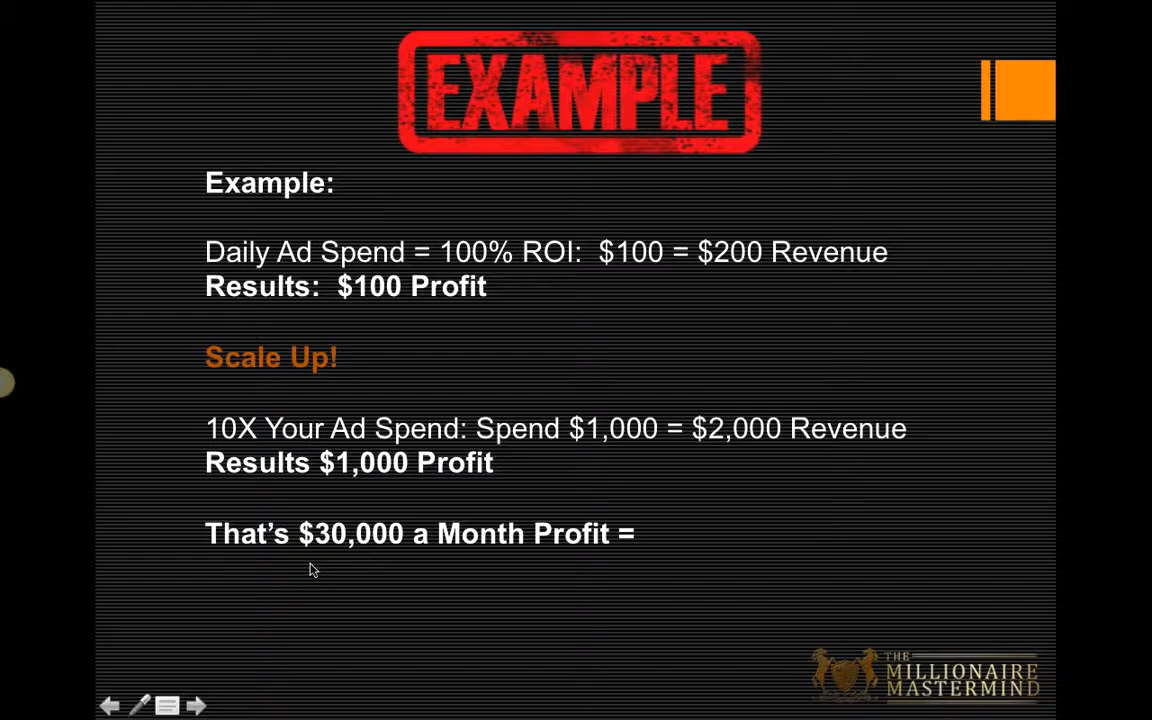 EXAMPLE
Example:
Daily Ad Spend = 100% ROI:  $100 = $200 Revenue
Results:  $100 Profit
Scale Up!
10X Your Ad Spend: Spend $1,000 = $2,000 Revenue
Results $1,000 Profit
That’s $30,000 a Month Profit =
THE
MILLIONAIRE
MASTERMIND